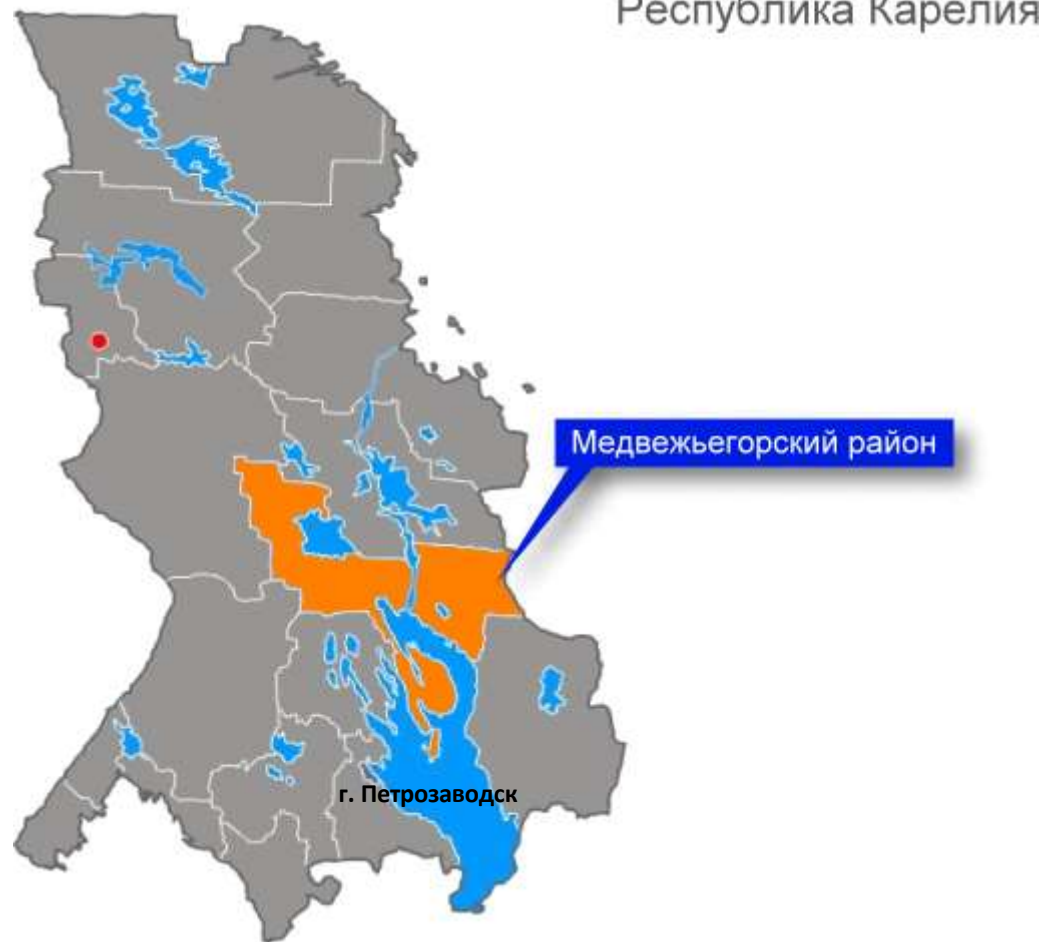 Республика Карелия
Медвежьегорский район
г. Петрозаводск